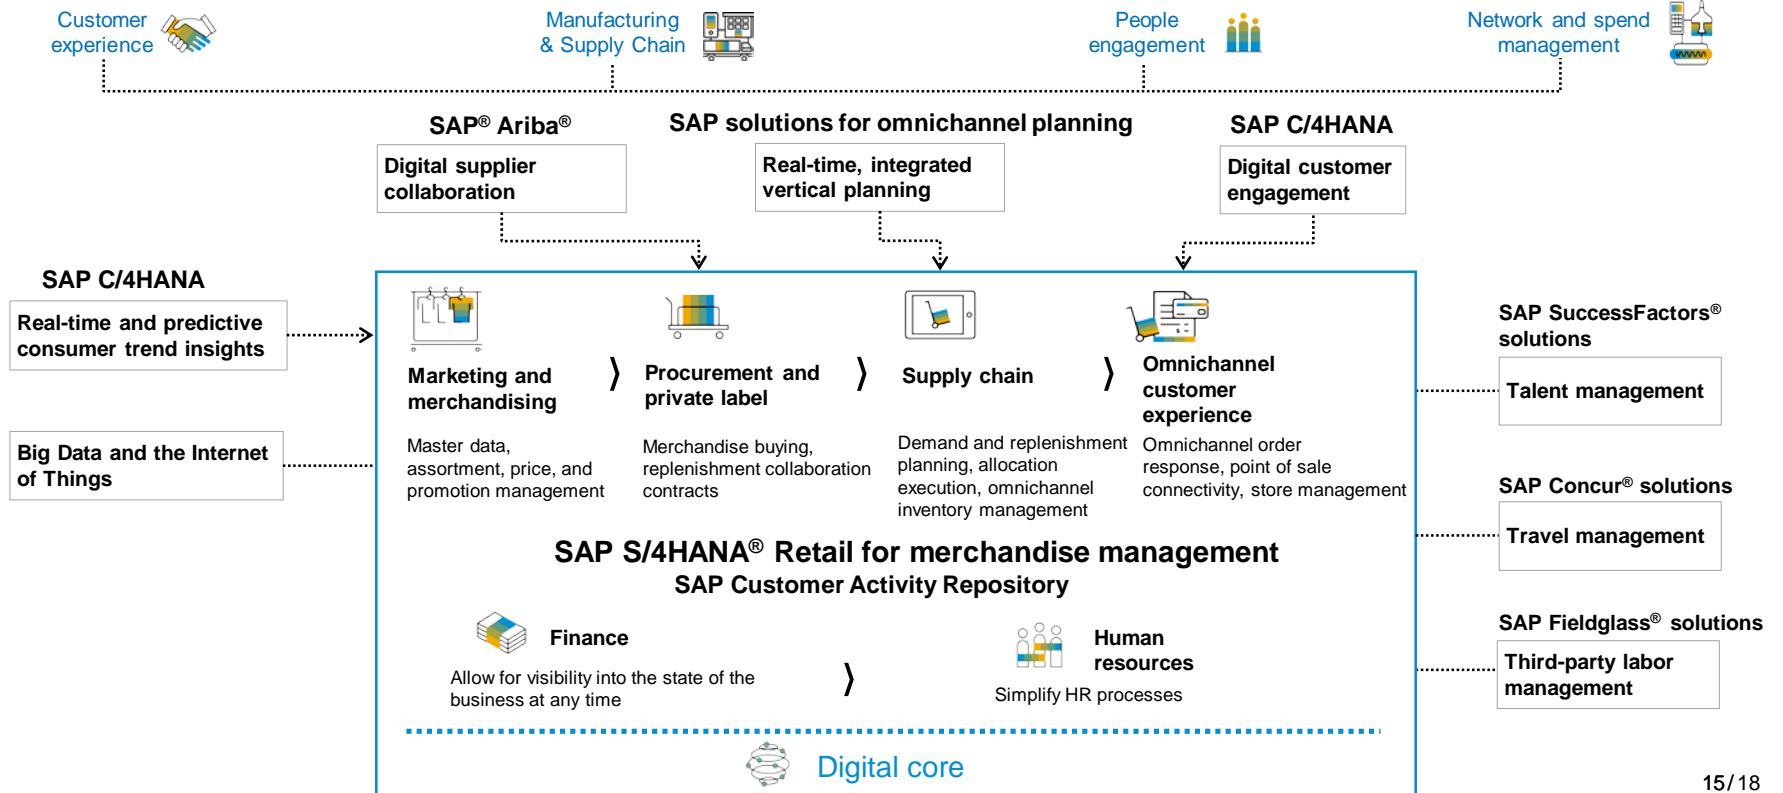 Customer
experience
Manufacturing
& Supply Chain
People
engagement
Network and spend
management
SAP® Ariba®
Digital supplier
collaboration
SAP solutions for omnichannel planning
Real-time, integrated
vertical planning
SAP C/4HANA
Digital customer
engagement
SAP C/4HANA
Real-time and predictive
consumer trend insights
Big Data and the Internet
of Things
Marketing and
merchandising
Master data,
assortment, price, and
promotion management
⟩
Procurement and
private label
Merchandise buying,
replenishment collaboration
contracts
⟩
Supply chain
Demand and replenishment
planning, allocation
execution, omnichannel
inventory management
⟩
Omnichannel
customer
experience
Omnichannel order
response, point of sale
connectivity, store management
SAP S/4HANA® Retail for merchandise management
SAP Customer Activity Repository
Finance
Allow for visibility into the state of the
business at any time
⟩
Human
resources
Simplify HR processes
Digital core
SAP SuccessFactors®
solutions
Talent management
SAP Concur® solutions
Travel management
SAP Fieldglass® solutions
Third-party labor
management
15/18